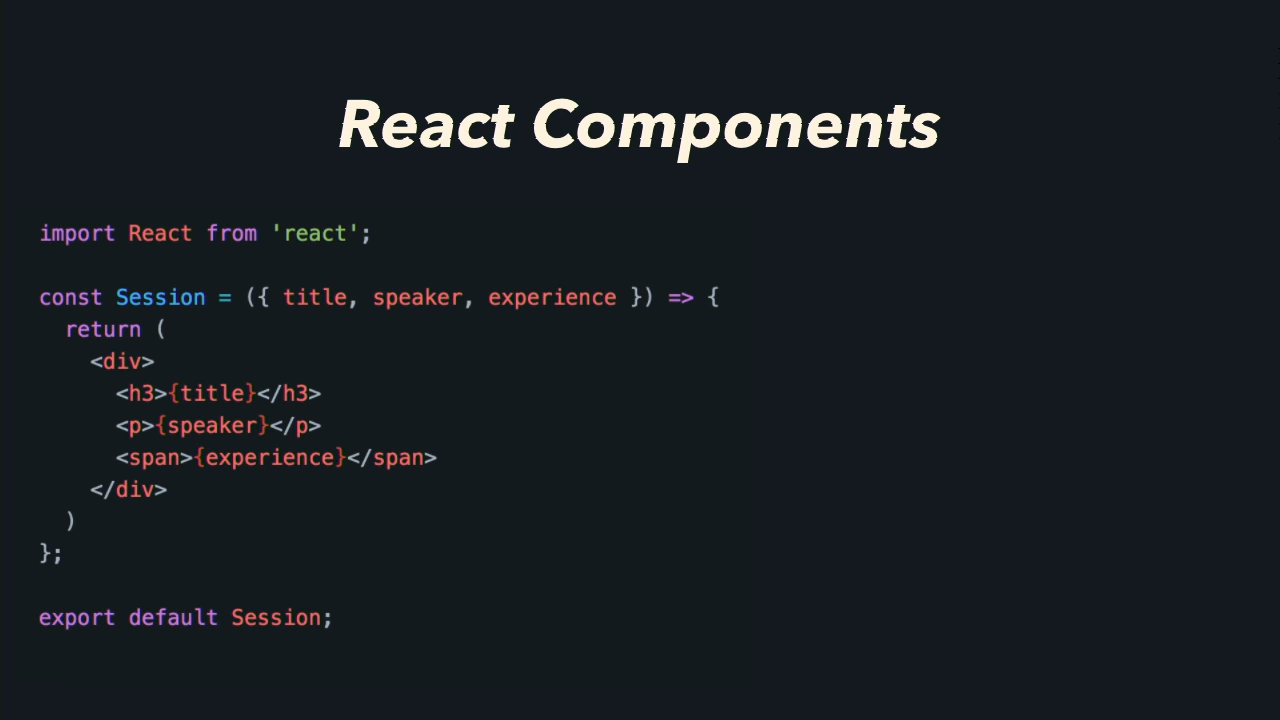 React Components
import React from 'react';
const Session = ({ title, speaker, experience }) => {
  return (
    <div>
      <h3>{title}</h3>
      <p>{speaker}</p>
      <span>{experience}</span>
    </div>
  )
};
export default Session;